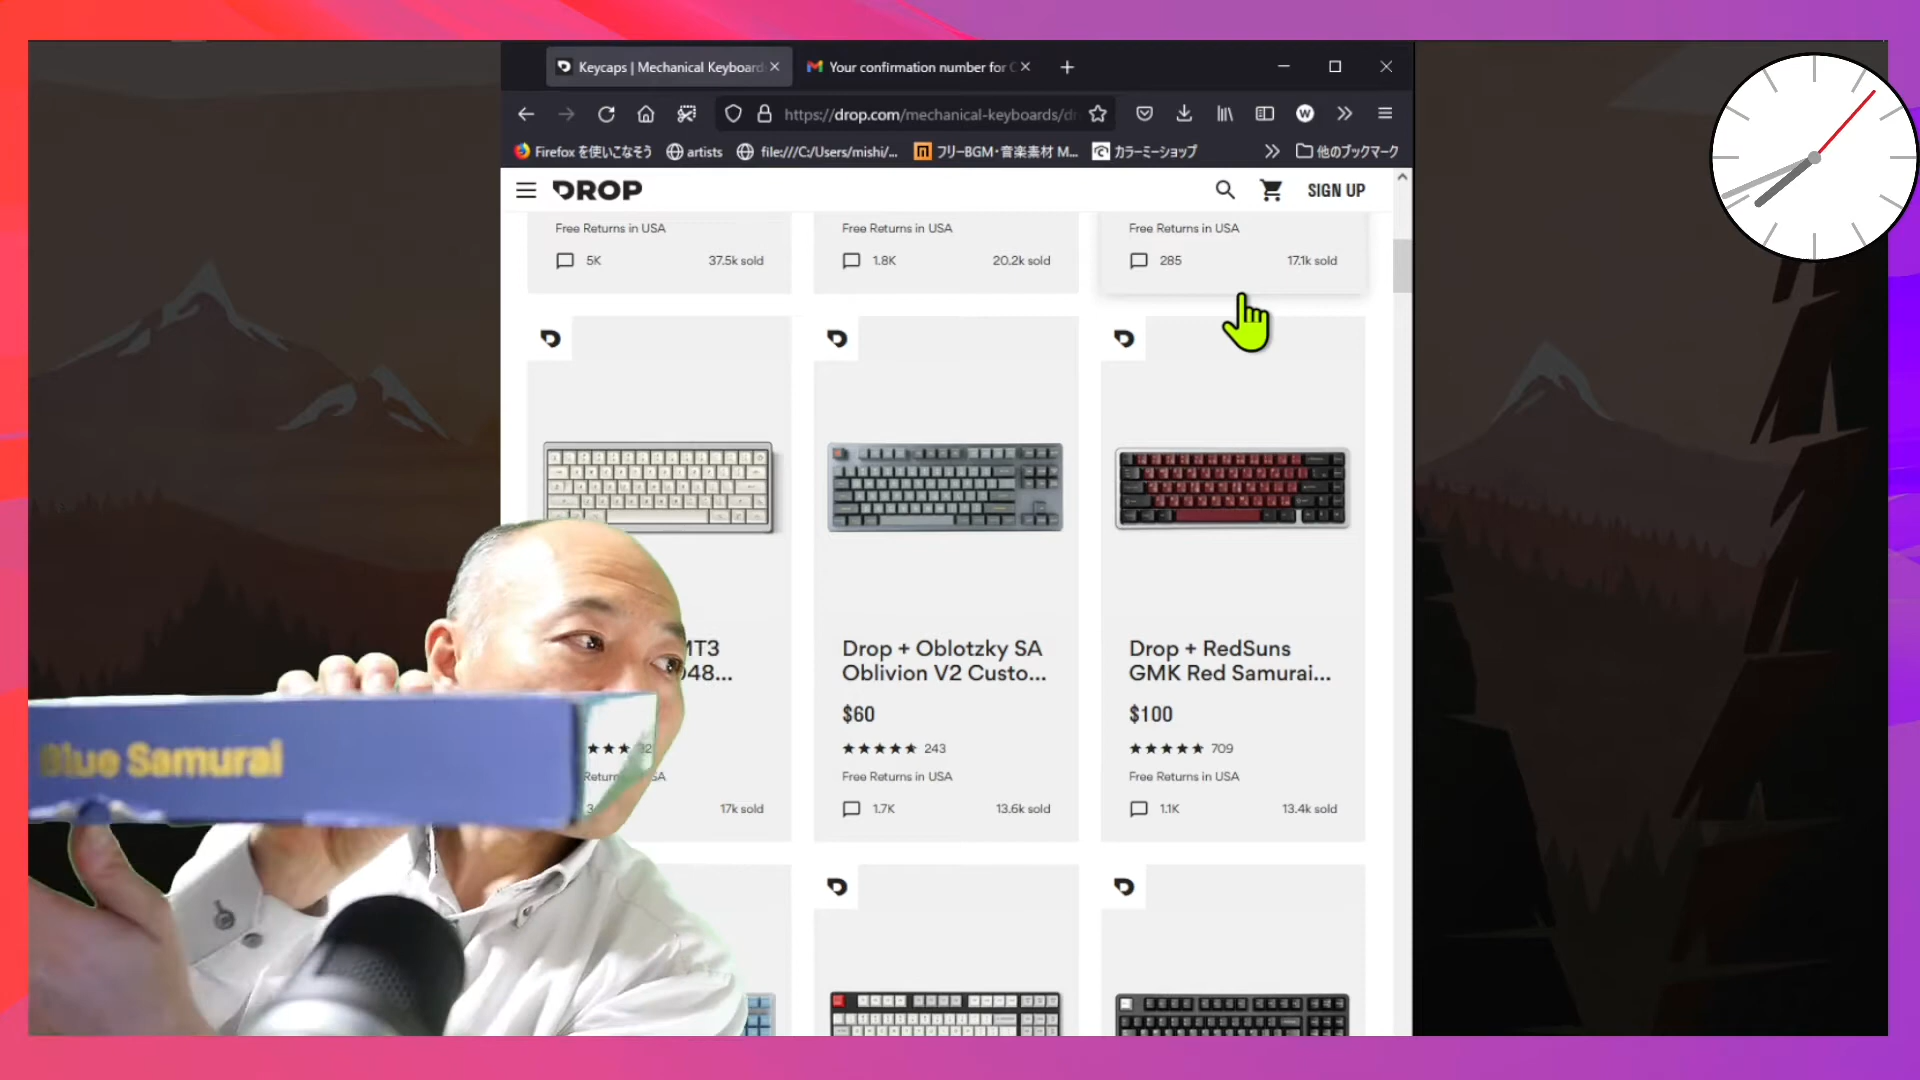 Keycaps | Mechanical Keyboard
Your confirmation number for
https://drop.com/mechanical-keyboards/d
Firefox を使いこなそう
artists
file:///C:/Users/mishi/...
フリーBGM・音楽素材 M...
カラーミーショップ
他のブックマーク
DROP
SIGN UP
Free Returns in USA
5K
37.5k sold
Free Returns in USA
1.8K
20.2k sold
Free Returns in USA
285
17.1k sold
MT3
048...
17k sold
Drop + Oblotzky SA
Oblivion V2 Custo...
$60
243
Free Returns in USA
1.7K
13.6k sold
Drop + RedSuns
GMK Red Samurai...
$100
709
Free Returns in USA
1.1K
13.4k sold
Blue Samurai